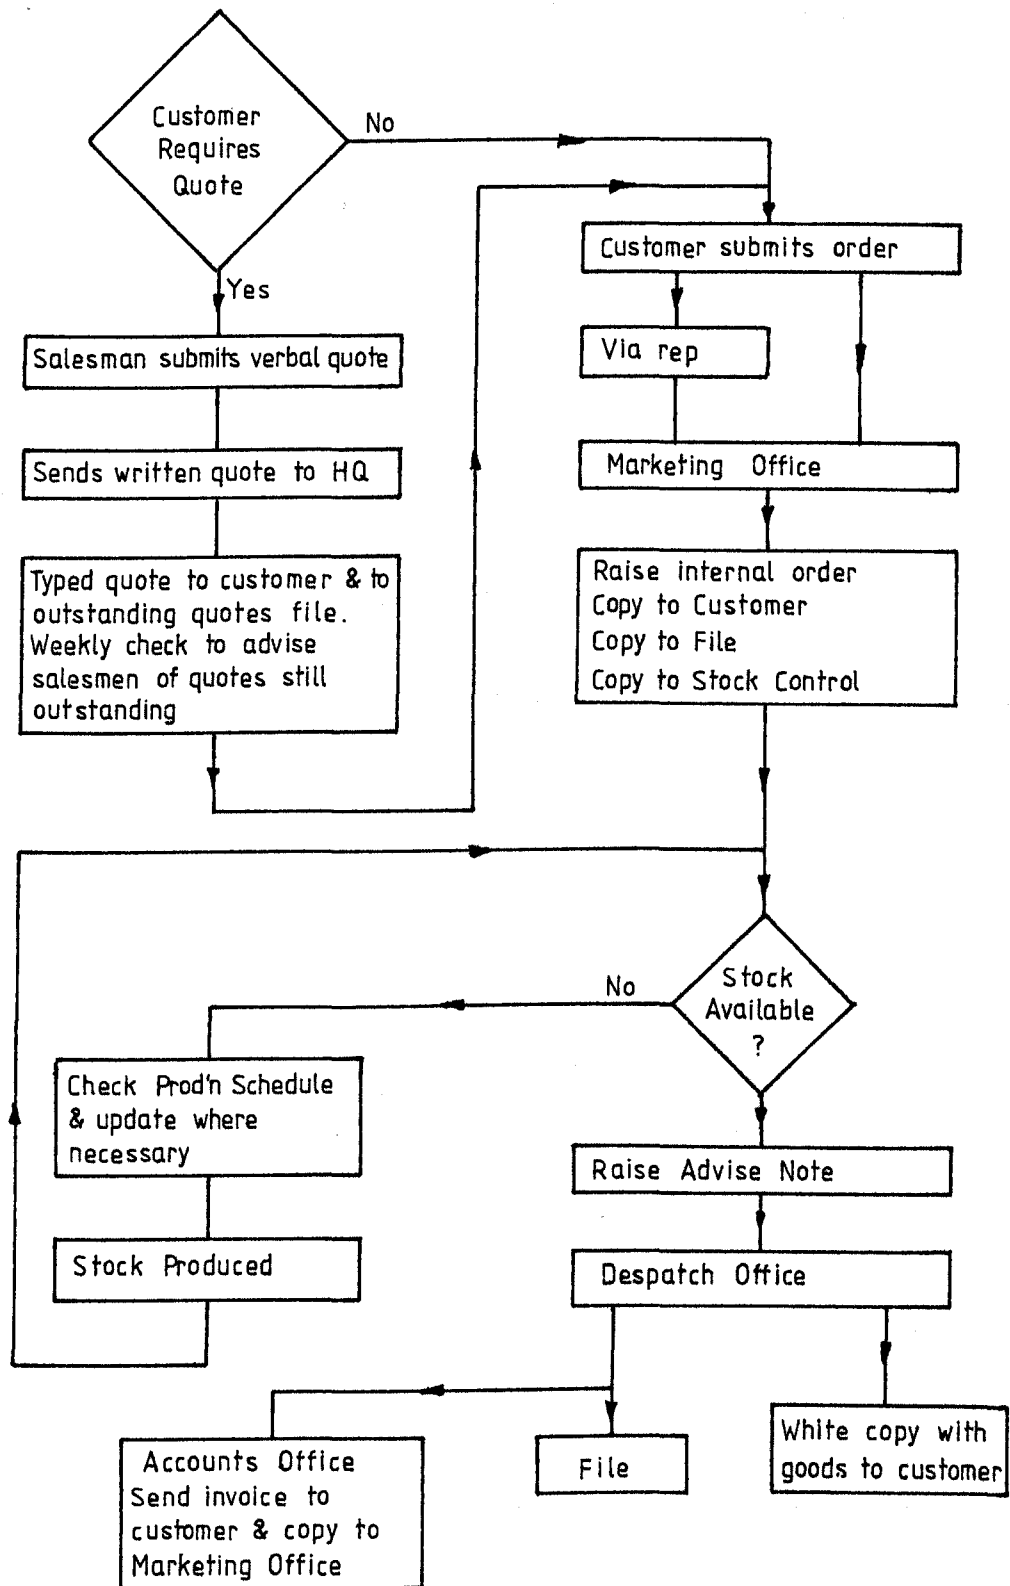 Customer
Requires
Quote
No
Yes
Salesman submits verbal quote
Sends written quote to HQ
Typed quote to customer & to
outstanding quotes file.
Weekly check to advise
salesmen of quotes still
outstanding
Customer submits order
Via rep
Marketing Office
Raise internal order
Copy to Customer
Copy to File
Copy to Stock Control
Stock
Available
?
No
Check Prod'n Schedule
& update where
necessary
Stock Produced
Raise Advise Note
Despatch Office
Accounts Office
Send invoice to
customer & copy to
Marketing Office
File
White copy with
goods to customer